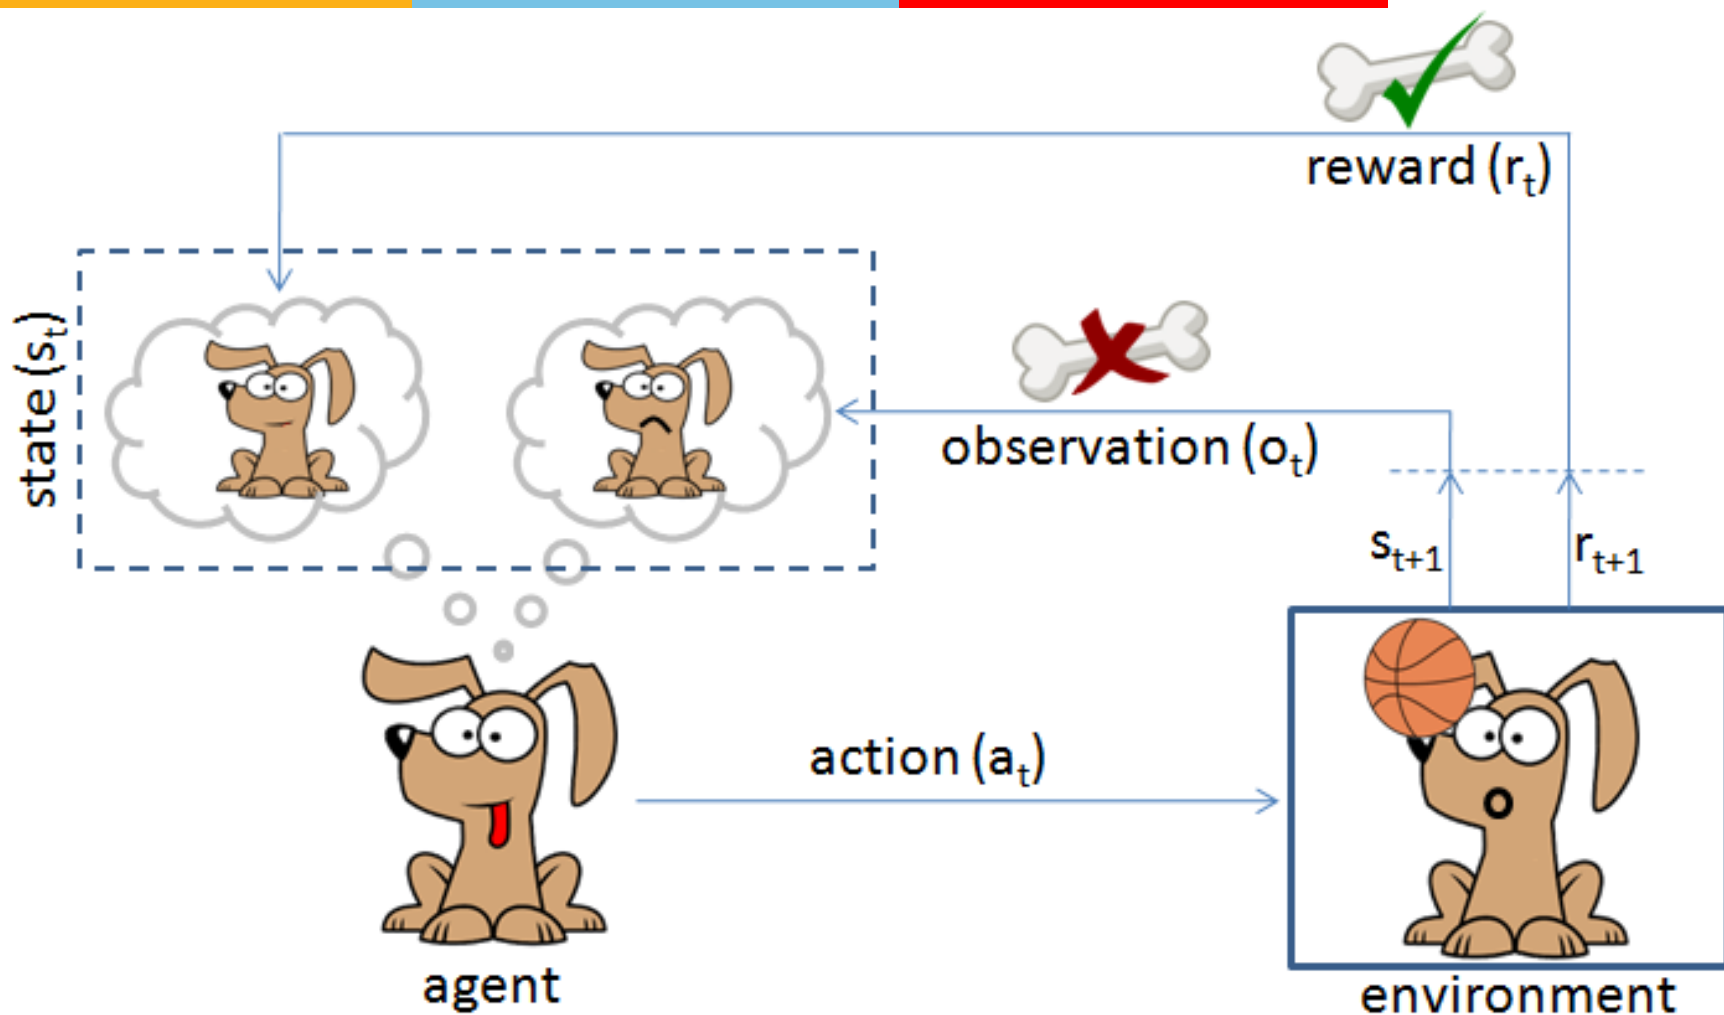 reward (rt)
state (st)
observation (ot)
st+1
rt+1
action (at)
agent
environment